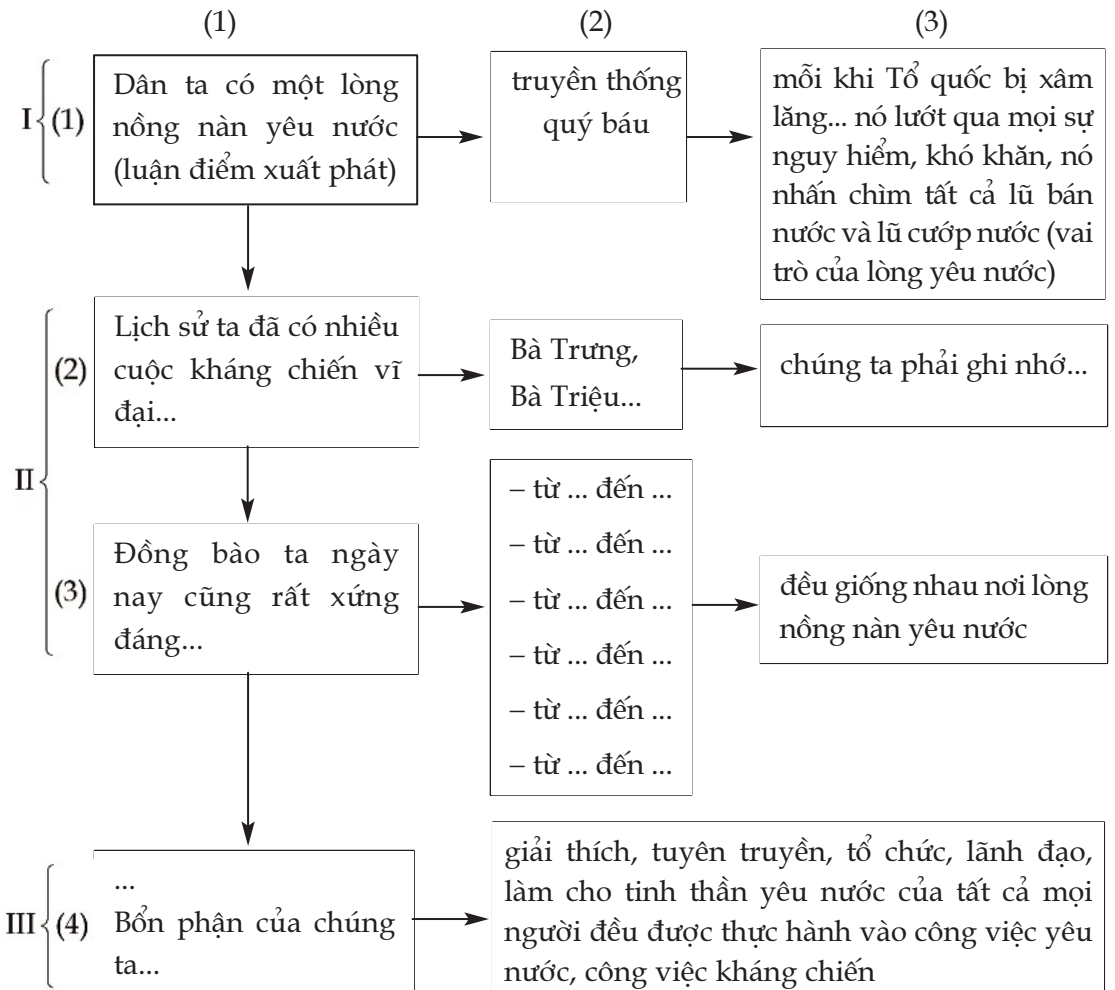 (1) (2) (3)
I (1)
Dân ta có một lòng
nồng nàn yêu nước
(luận điểm xuất phát)
truyền thống
quý báu
mỗi khi Tổ quốc bị xâm
lăng... nó lướt qua mọi sự
nguy hiểm, khó khăn, nó
nhấn chìm tất cả lũ bán
nước và lũ cướp nước (vai
trò của lòng yêu nước)
II
(2)
Lịch sử ta đã có nhiều
cuộc kháng chiến vĩ
đại...
Bà Trưng,
Bà Triệu...
chúng ta phải ghi nhớ...
(3)
Đồng bào ta ngày
nay cũng rất xứng
đáng...
– từ ... đến ...
– từ ... đến ...
– từ ... đến ...
– từ ... đến ...
– từ ... đến ...
– từ ... đến ...
đều giống nhau nơi lòng
nồng nàn yêu nước
III (4)
...
Bổn phận của chúng
ta...
giải thích, tuyên truyền, tổ chức, lãnh đạo,
làm cho tinh thần yêu nước của tất cả mọi
người đều được thực hành vào công việc yêu
nước, công việc kháng chiến